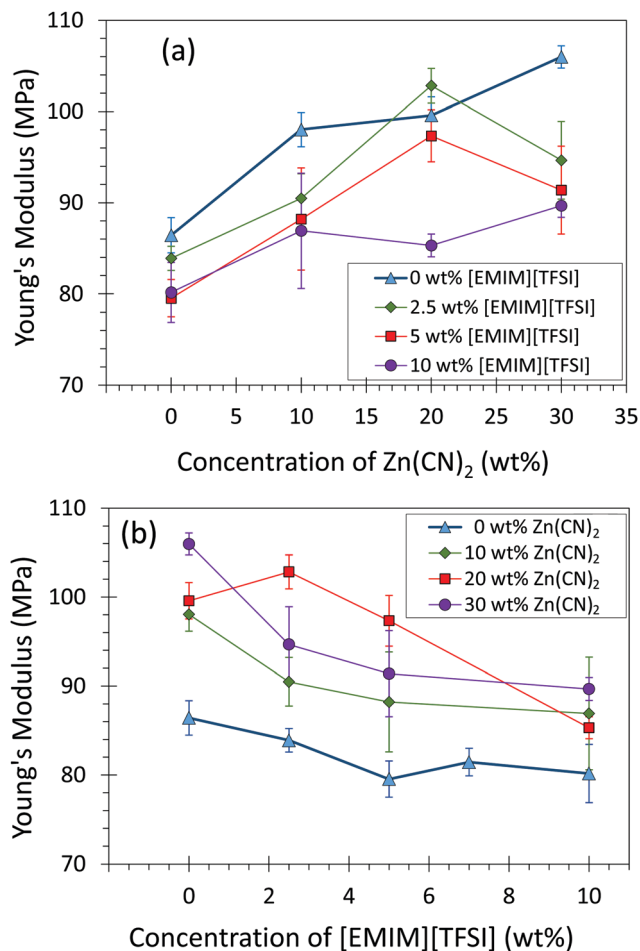 (a)
Young's Modulus (MPa)
110
100
90
80
70
0 wt% [EMIM][TFSI]
2.5 wt% [EMIM][TFSI]
5 wt% [EMIM][TFSI]
10 wt% [EMIM][TFSI]
0 5 10 15 20 25 30 35
Concentration of Zn(CN)₂ (wt%)
(b)
Young's Modulus (MPa)
110
100
90
80
70
0 wt% Zn(CN)₂
10 wt% Zn(CN)₂
20 wt% Zn(CN)₂
30 wt% Zn(CN)₂
0 2 4 6 8 10
Concentration of [EMIM][TFSI] (wt%)